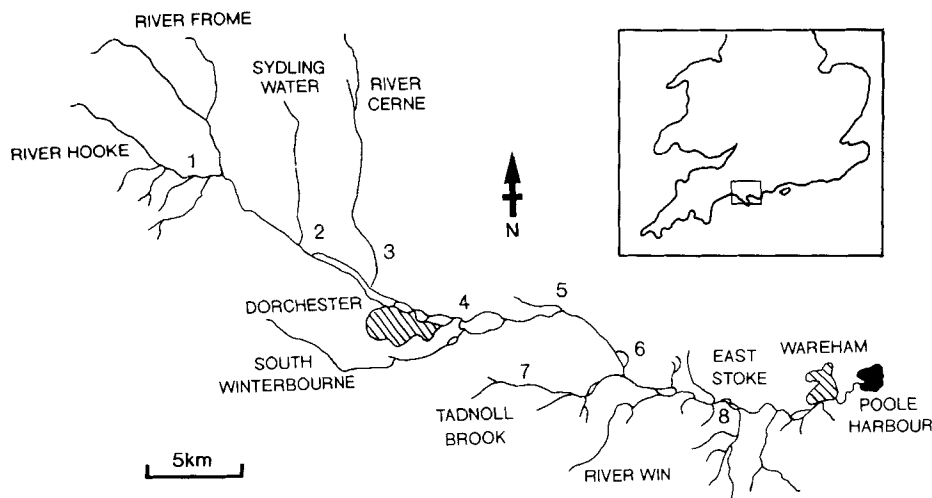 RIVER FROME
SYDLING
WATER
RIVER
CERNE
RIVER HOOKE
1
2
3
N
DORCHESTER
4
5
SOUTH
WINTERBOURNE
6
7
TADNOLL
BROOK
EAST
STOKE
WAREHAM
8
POOLE
HARBOUR
RIVER WIN
5km